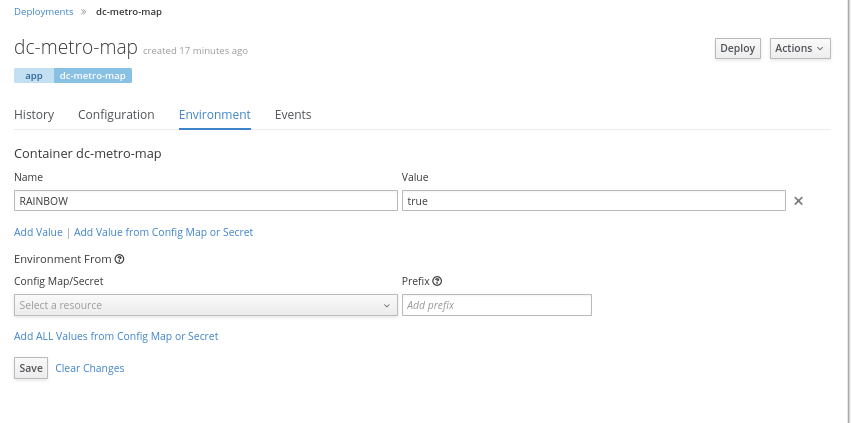 Deployments » dc-metro-map
dc-metro-map created 17 minutes ago
Deploy Actions
app dc-metro-map
History Configuration Environment Events
Container dc-metro-map
Name Value
RAINBOW true ×
Add Value | Add Value from Config Map or Secret
Environment From
Config Map/Secret Prefix
Select a resource Add prefix
Add ALL Values from Config Map or Secret
Save Clear Changes